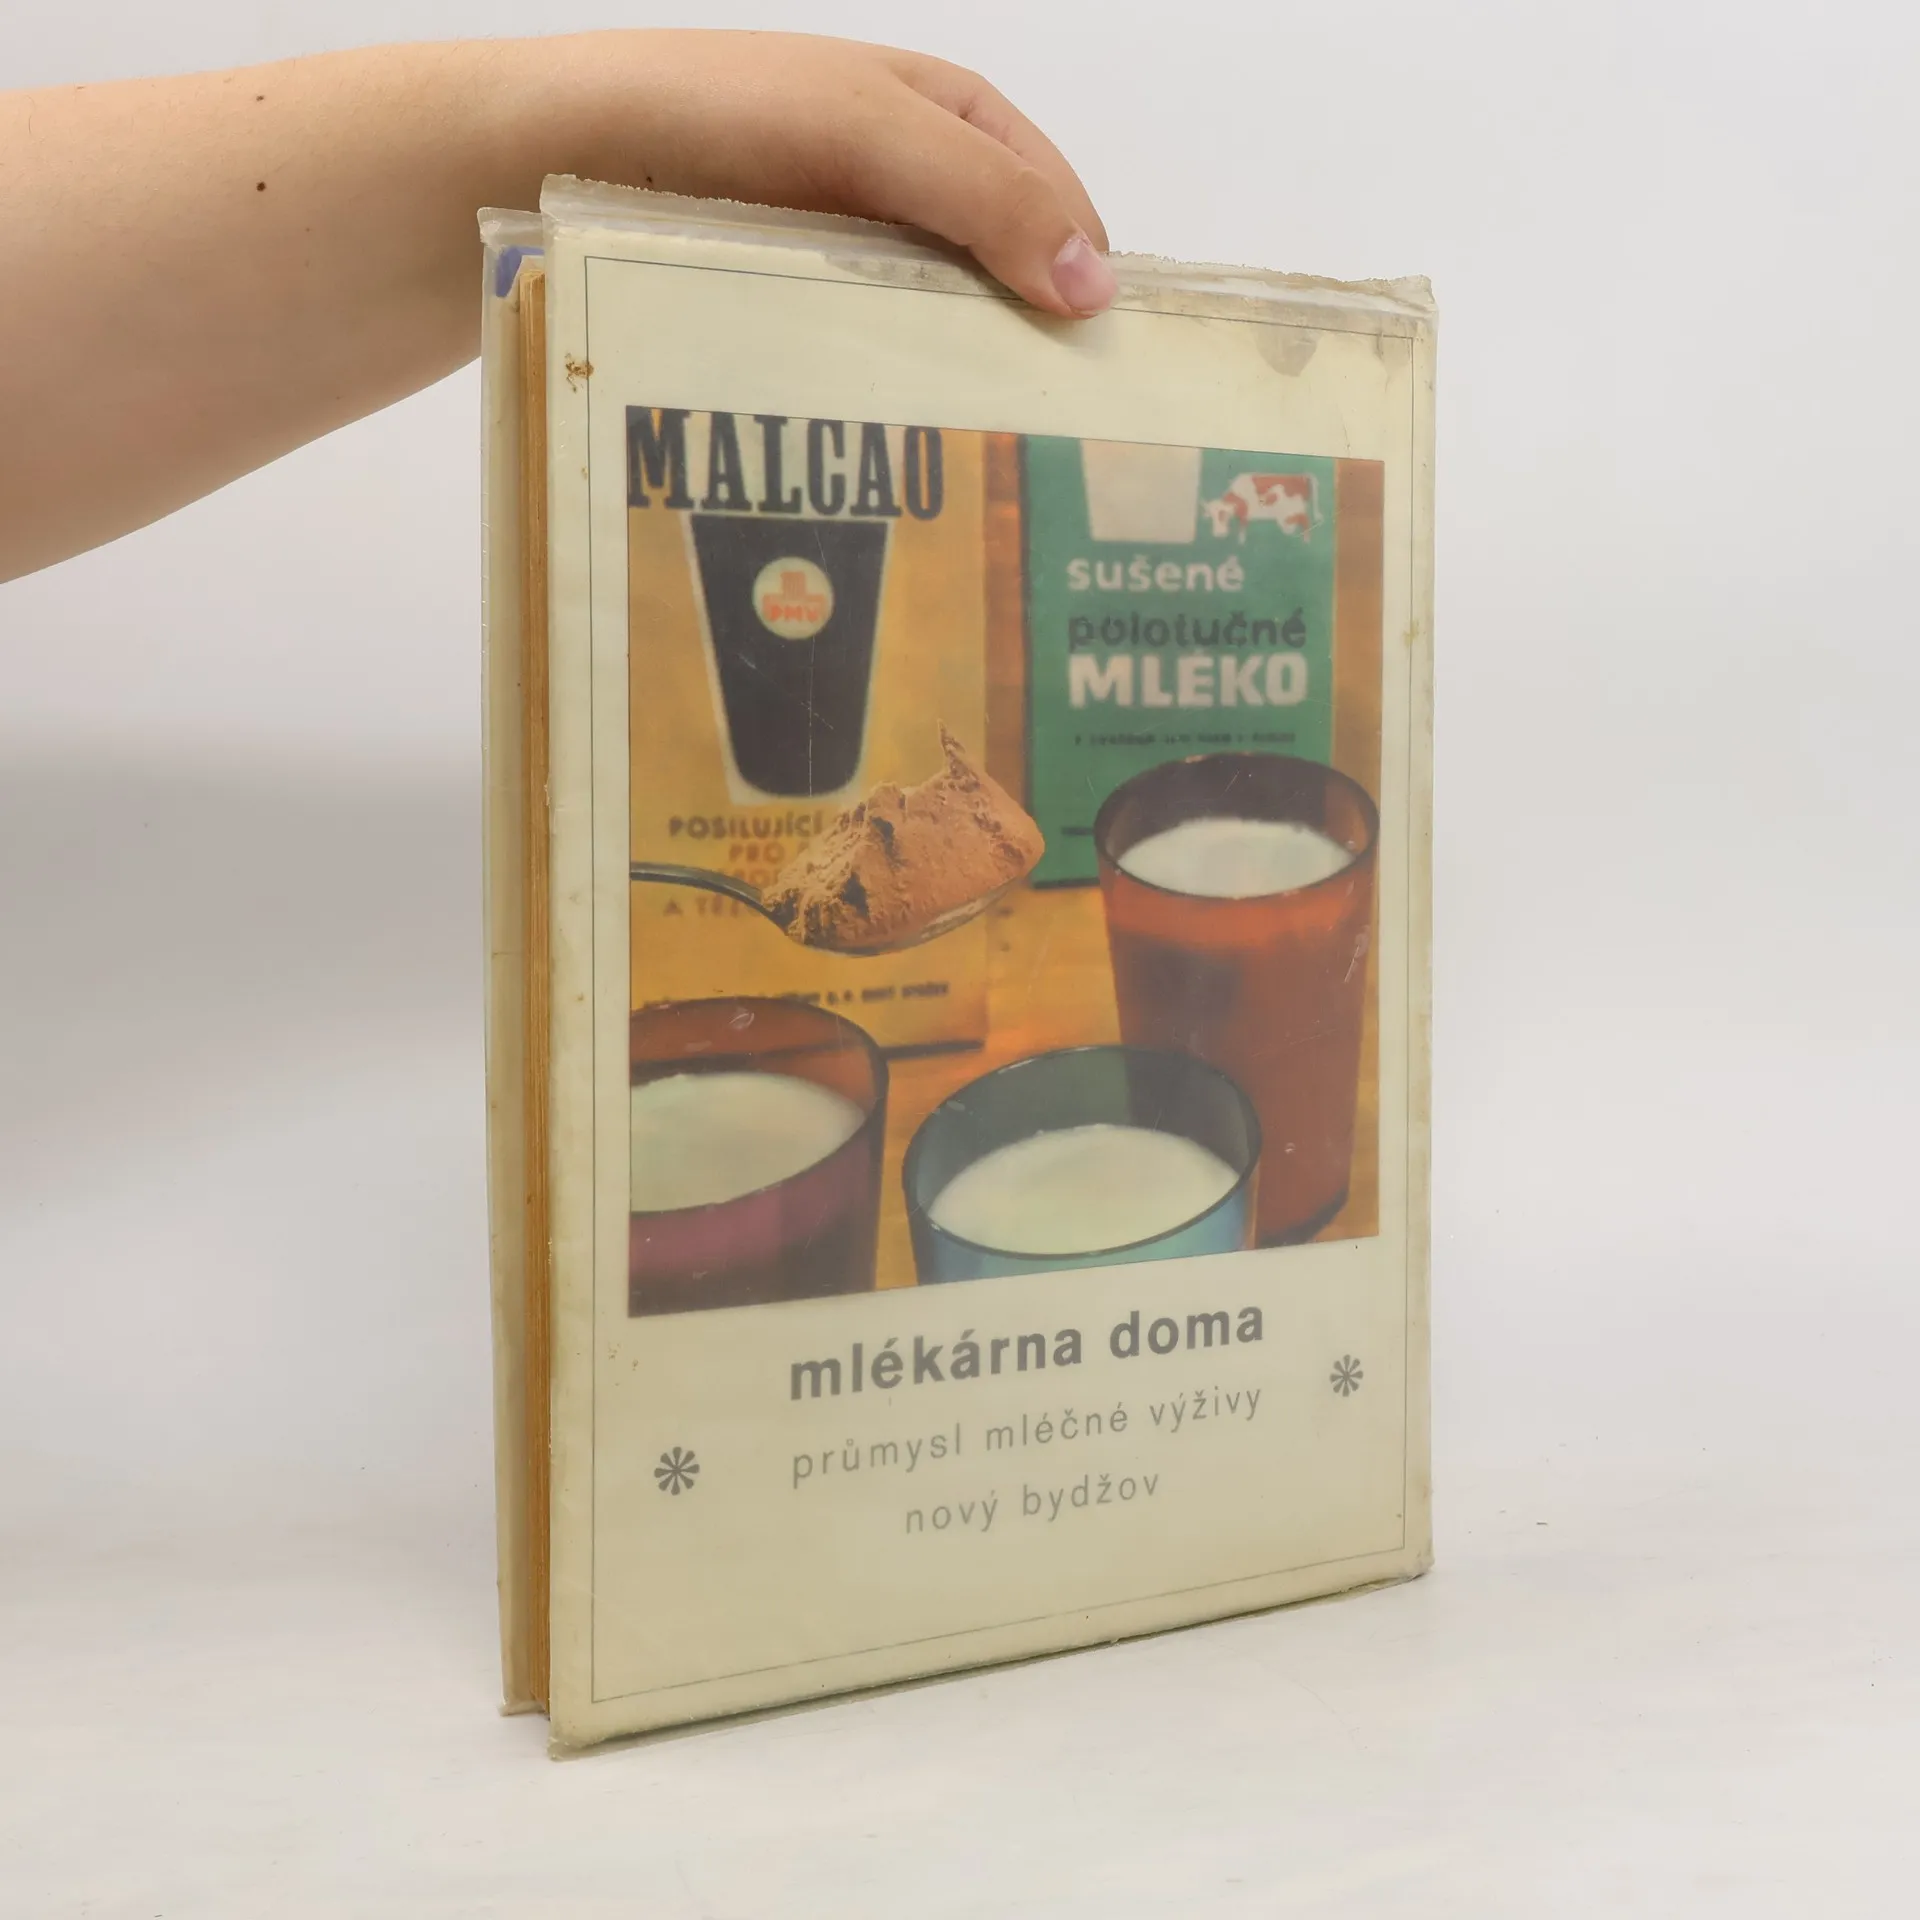 MALCAO
PMV
POSILUJÍCÍ
PRO
sušené
polotučné
MLÉKO
mlékárna doma
průmysl mléčné výživy
nový bydžov